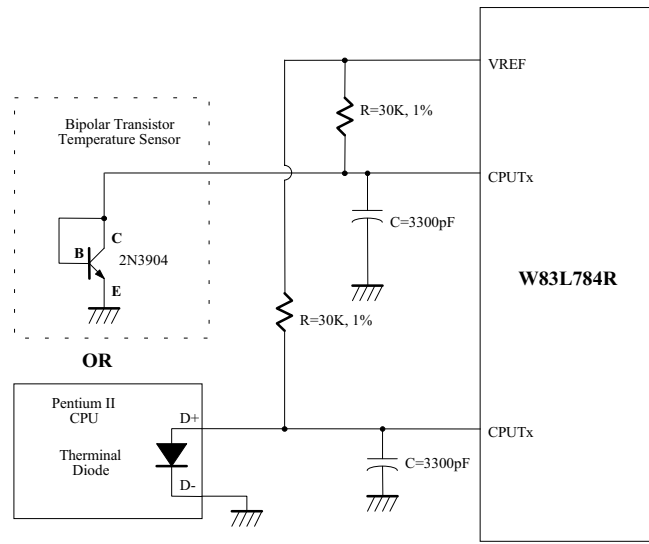 VREF
R=30K, 1%
Bipolar Transistor
Temperature Sensor
CPUTx
C=3300pF
C
B
2N3904
E
W83L784R
R=30K, 1%
OR
Pentium II
CPU
D+
CPUTx
Therminal
Diode
C=3300pF
D-